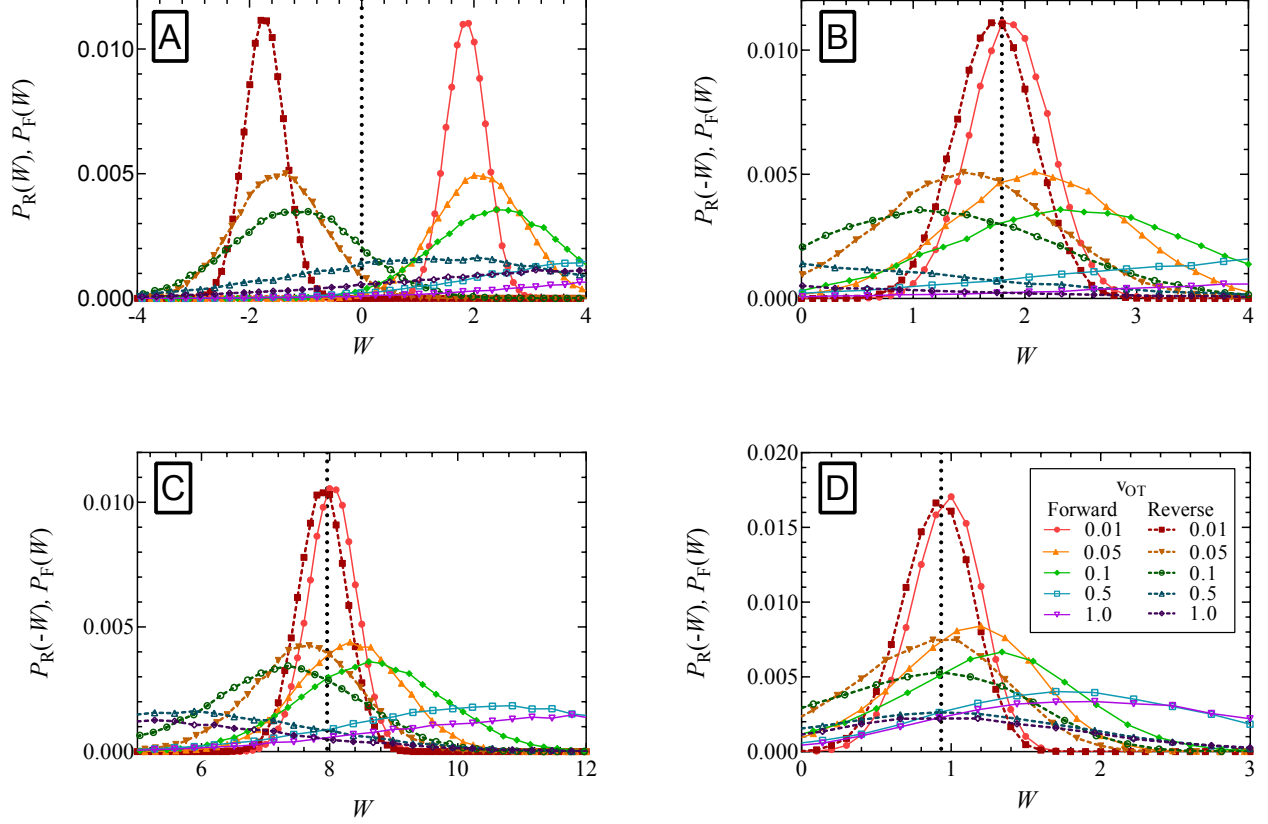 A
0.010
0.005
0.000
-4
-2
0
2
4
W
P_R(W), P_F(W)
B
0.010
0.005
0.000
0
1
2
3
4
W
P_R(-W), P_F(W)
C
0.010
0.005
0.000
6
8
10
12
W
P_R(-W), P_F(W)
D
0.020
0.015
0.010
0.005
0.000
0
1
2
3
W
P_R(-W), P_F(W)
v_OT
Forward Reverse
0.01 0.01
0.05 0.05
0.1 0.1
0.5 0.5
1.0 1.0